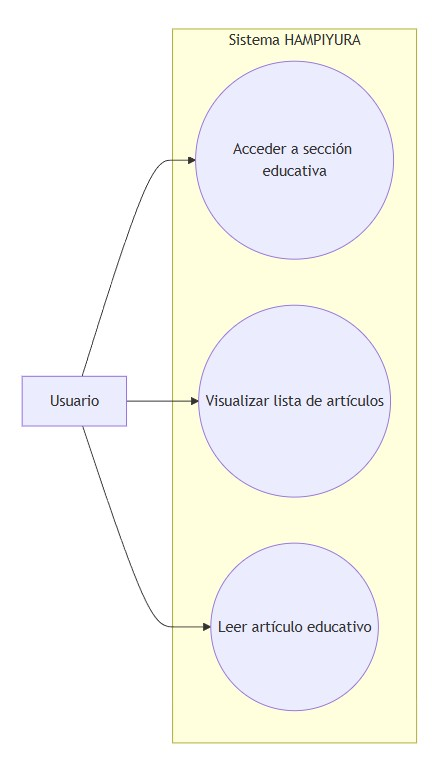 Sistema HAMPIYURA
Acceder a sección
educativa
Usuario
Visualizar lista de artículos
Leer artículo educativo